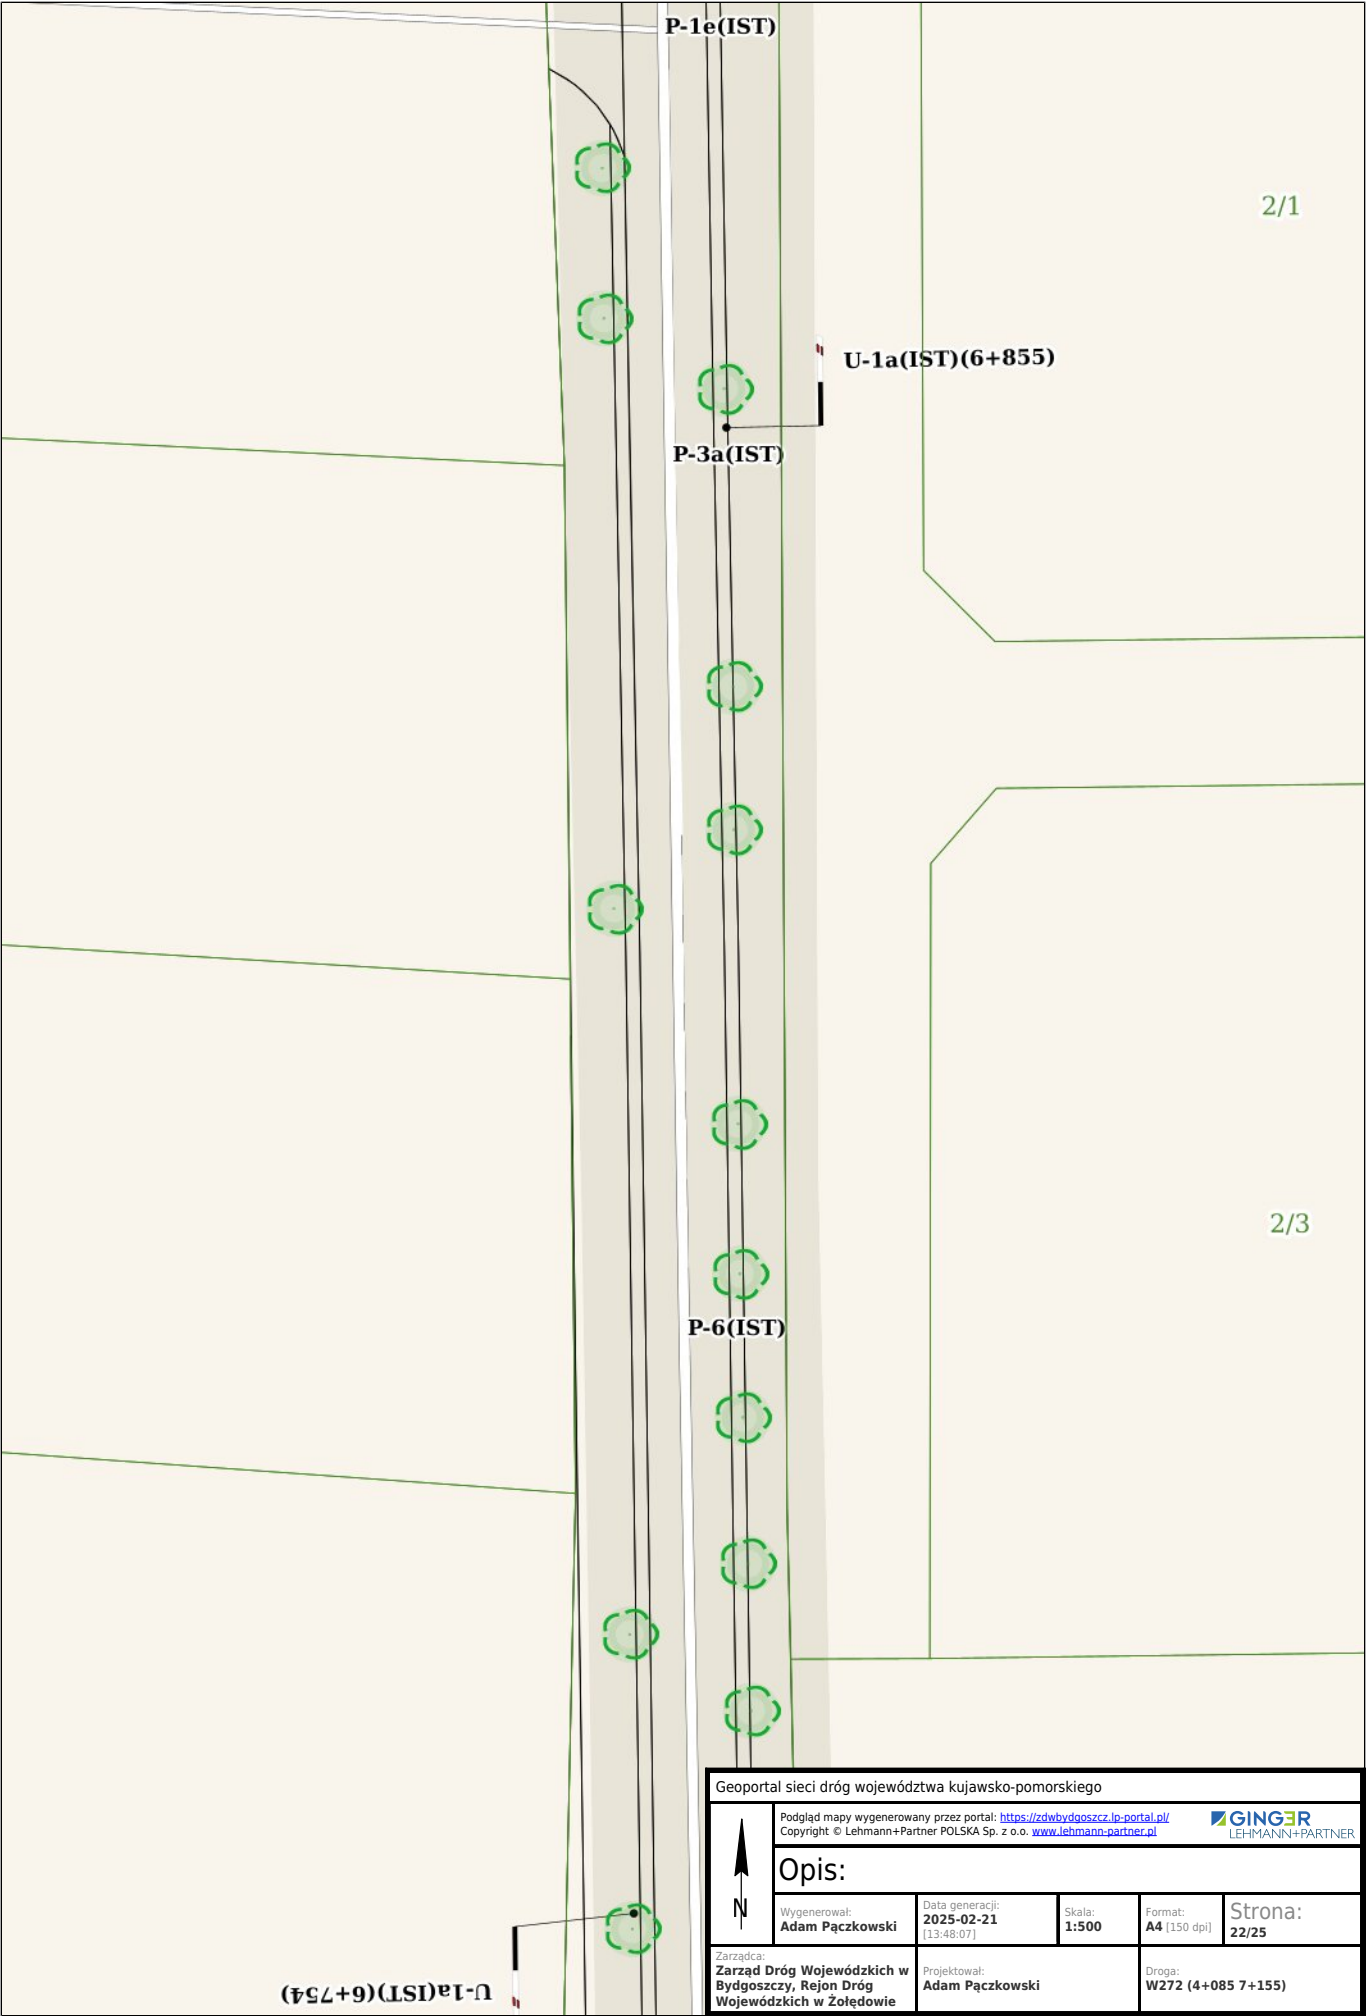 P-1e(IST)
2/1
U-1a(IST)(6+855)
P-3a(IST)
2/3
P-6(IST)
U-1a(IST)(6+754)
Geoportal sieci dróg województwa kujawsko-pomorskiego
Podgląd mapy wygenerowany przez portal: https://zdwbydgoszcz.lp-portal.pl/
Copyright © Lehmann+Partner POLSKA Sp. z o.o. www.lehmann-partner.pl
GINGER
LEHMANN+PARTNER
Opis:
N
Wygenerował:
Adam Pączkowski
Data generacji:
2025-02-21
[13:48:07]
Skala:
1:500
Format:
A4 [150 dpi]
Strona:
22/25
Zarządca:
Zarząd Dróg Wojewódzkich w
Bydgoszczy, Rejon Dróg
Wojewódzkich w Żołędowie
Projektował:
Adam Pączkowski
Droga:
W272 (4+085 7+155)